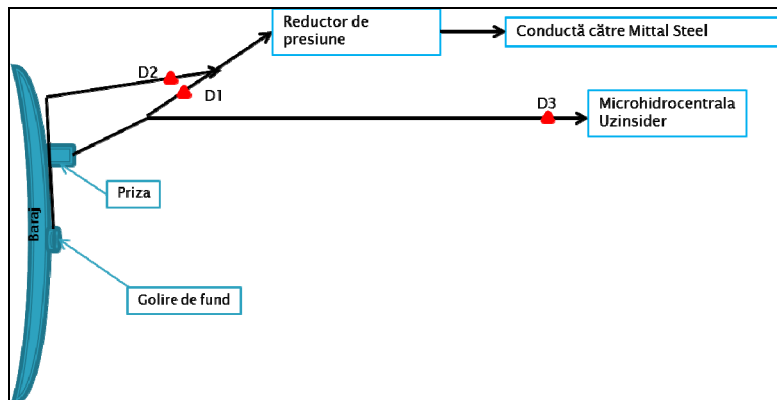 Reductor de
presiune
Conductă către Mittal Steel
D2
D1
D3
Microhidrocentrala
Uzinsider
Priza
Baraj
Golire de fund